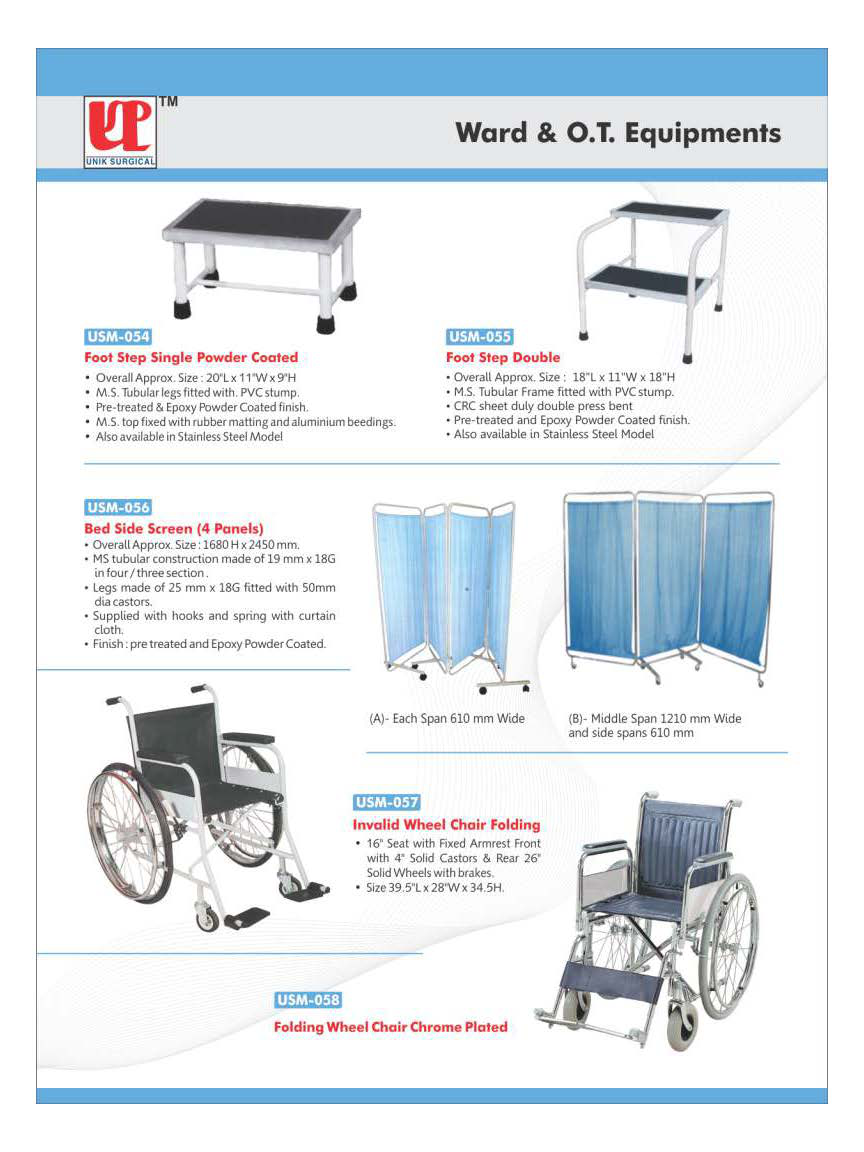 UP
TM
UNIK SURGICAL
Ward & O.T. Equipments
USM-054
Foot Step Single Powder Coated
• Overall Approx. Size : 20"L x 11"W x 9"H
• M.S. Tubular legs fitted with. PVC stump.
• Pre-treated & Epoxy Powder Coated finish.
• M.S. top fixed with rubber matting and aluminium beedings.
• Also available in Stainless Steel Model
USM-055
Foot Step Double
• Overall Approx. Size : 18"L x 11"W x 18"H
• M.S. Tubular Frame fitted with PVC stump.
• CRC sheet duly double press bent
• Pre-treated and Epoxy Powder Coated finish.
• Also available in Stainless Steel Model
USM-056
Bed Side Screen (4 Panels)
• Overall Approx. Size : 1680 H x 2450 mm.
• MS tubular construction made of 19 mm x 18G
in four / three section .
• Legs made of 25 mm x 18G fitted with 50mm
dia castors.
• Supplied with hooks and spring with curtain
cloth.
• Finish : pre treated and Epoxy Powder Coated.
(A)- Each Span 610 mm Wide
(B)- Middle Span 1210 mm Wide
and side spans 610 mm
USM-057
Invalid Wheel Chair Folding
• 16" Seat with Fixed Armrest Front
with 4" Solid Castors & Rear 26"
Solid Wheels with brakes.
• Size 39.5"L x 28"W x 34.5H.
USM-058
Folding Wheel Chair Chrome Plated